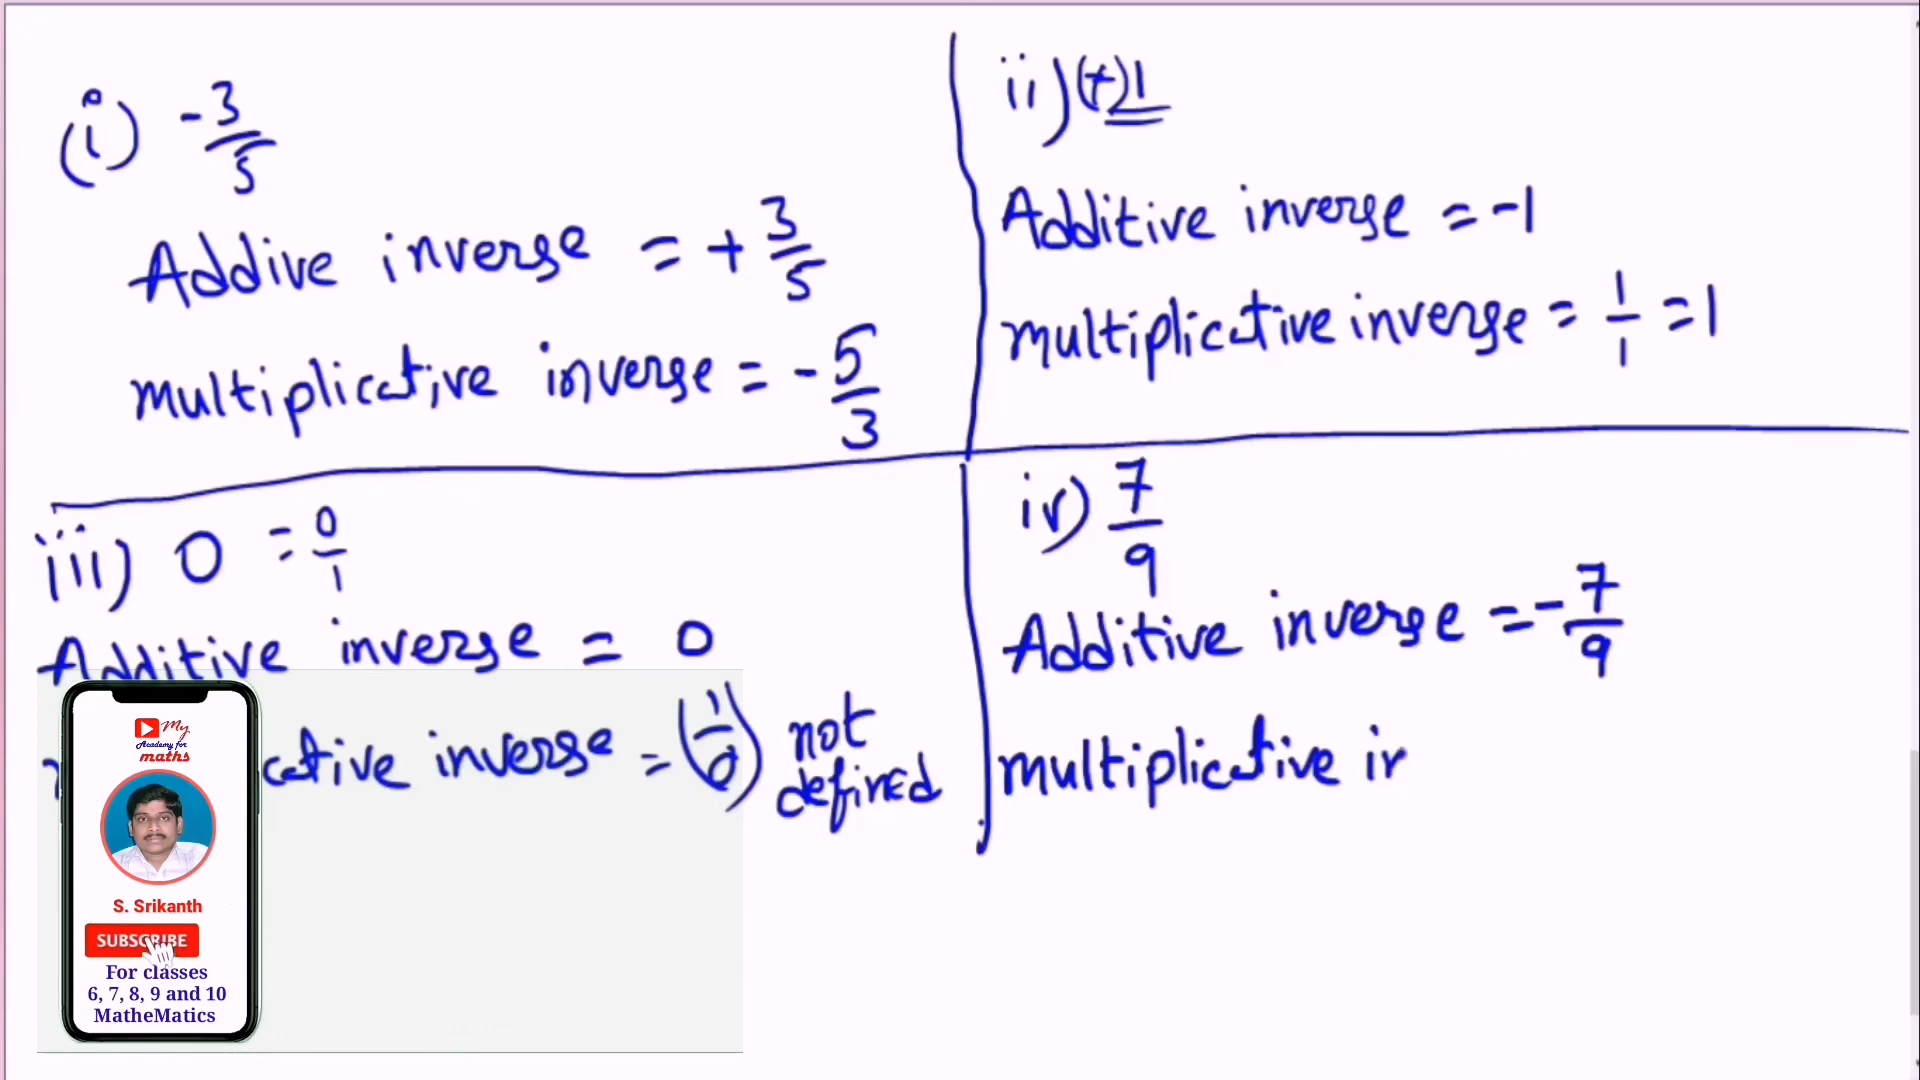 (i) -3/5
Addive inverse = + 3/5
multiplicative inverse = - 5/3
ii) (+)1
Additive inverse = -1
multiplicative inverse = 1/1 = 1
iii) 0 = 0/1
Additive inverse = 0
cative inverse = (1/0) not defined
iv) 7/9
Additive inverse = - 7/9
multiplicative in
My
Academy for
maths
S. Srikanth
SUBSCRIBE
For classes
6, 7, 8, 9 and 10
MatheMatics